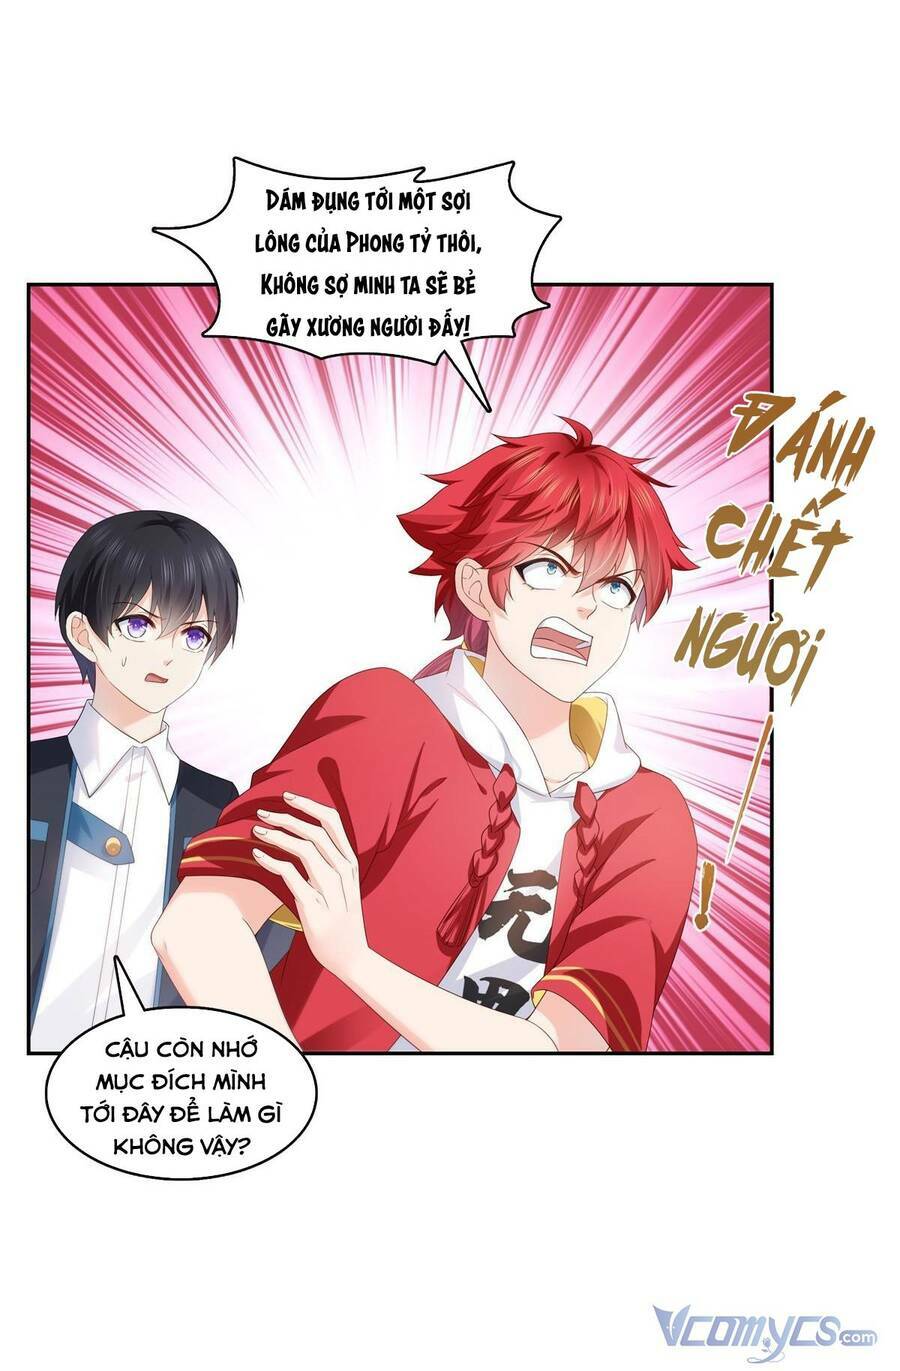 DÁM ĐỤNG TỚI MỘT SỢI
LÔNG CỦA PHONG TỶ THÔI,
KHÔNG SỢ MINH TA SẼ BẺ
GÃY XƯƠNG NGƯƠI ĐẤY!
ĐÁNH
CHẾT
NGƯƠI
!
元
CẬU CÒN NHỚ
MỤC ĐÍCH MÌNH
TỚI ĐÂY ĐỂ LÀM GÌ
KHÔNG VẬY?
VCOMYCS.com